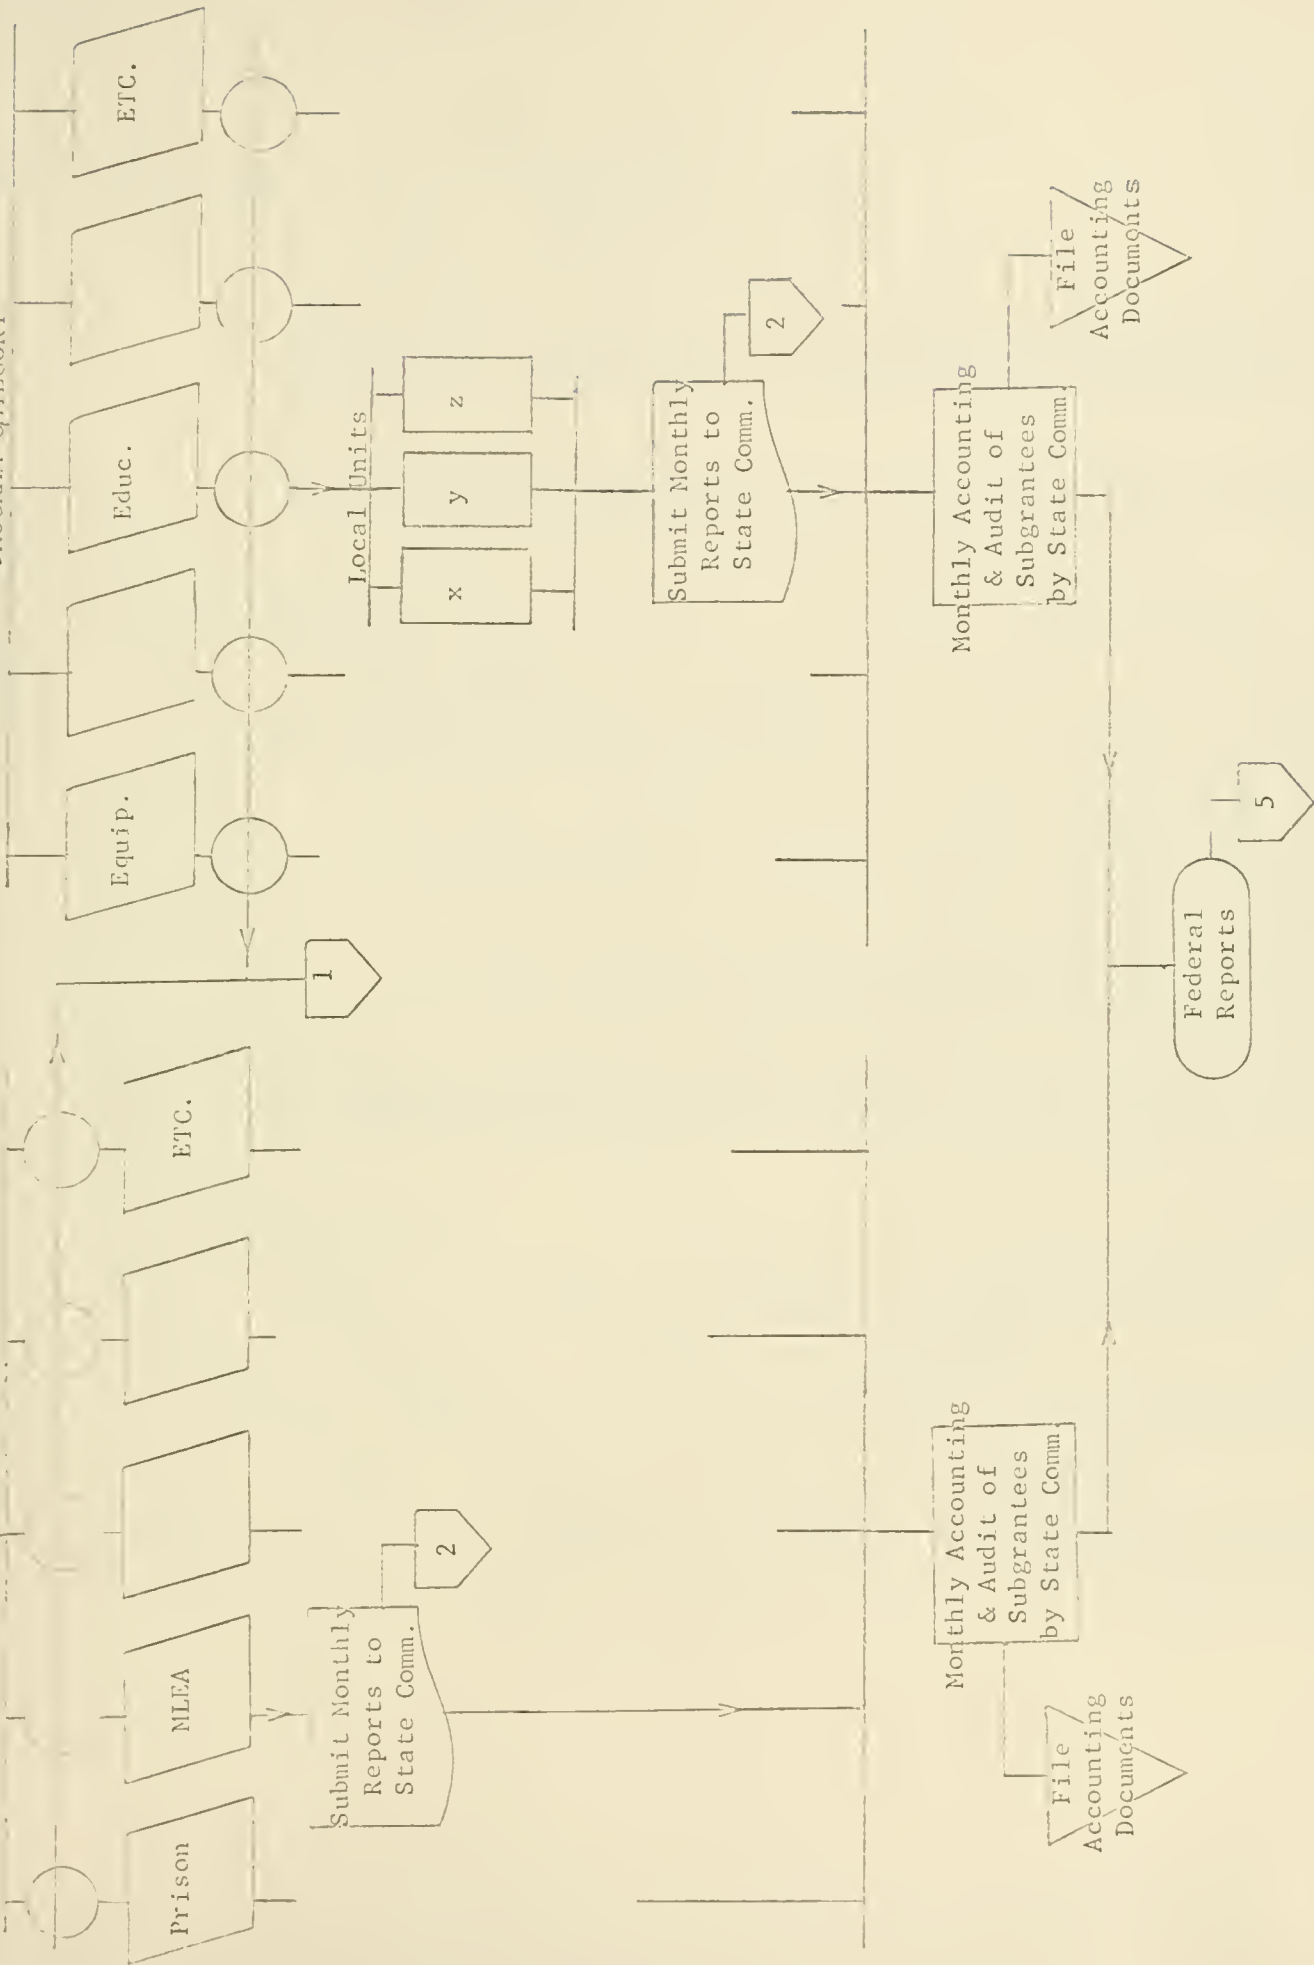 Prison
MLEA
ETC.
Equip.
Educ.
ETC.
1
Local Units
x
y
z
Submit Monthly
Reports to
State Comm.
2
Submit Monthly
Reports to
State Comm.
2
Monthly Accounting
& Audit of
Subgrantees
by State Comm.
File
Accounting
Documents
Monthly Accounting
& Audit of
Subgrantees
by State Comm.
File
Accounting
Documents
Federal
Reports
5